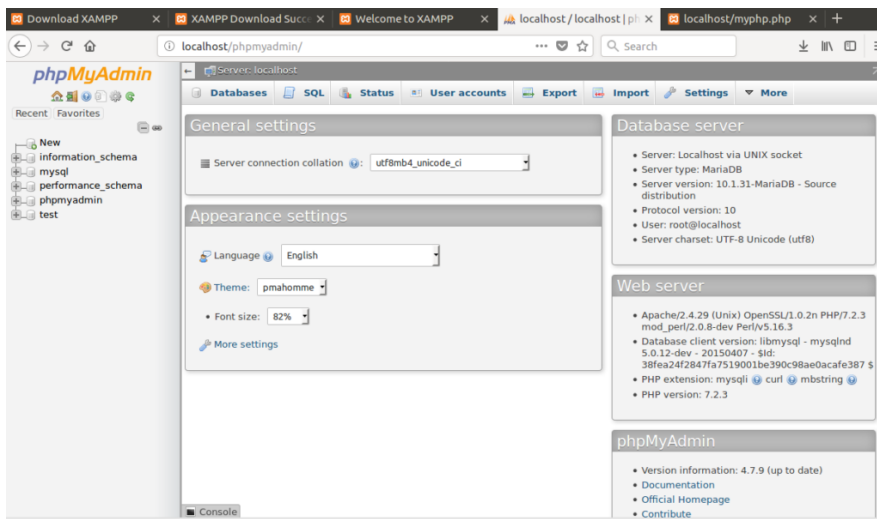 Download XAMPP
XAMPP Download Succe
Welcome to XAMPP
localhost / localhost | ph
localhost/myphp.php
localhost/phpmyadmin/
Search
phpMyAdmin
Recent Favorites
New
information_schema
mysql
performance_schema
phpmyadmin
test
Server: localhost
Databases SQL Status User accounts Export Import Settings More
General settings
Server connection collation : utf8mb4_unicode_ci
Appearance settings
Language English
Theme: pmahomme
• Font size: 82%
More settings
Console
Database server
• Server: Localhost via UNIX socket
• Server type: MariaDB
• Server version: 10.1.31-MariaDB - Source
distribution
• Protocol version: 10
• User: root@localhost
• Server charset: UTF-8 Unicode (utf8)
Web server
• Apache/2.4.29 (Unix) OpenSSL/1.0.2n PHP/7.2.3
mod_perl/2.0.8-dev Perl/v5.16.3
• Database client version: libmysql - mysqlnd
5.0.12-dev - 20150407 - $Id:
38fea24f2847fa7519001be390c98ae0acafe387 $
• PHP extension: mysqli curl mbstring
• PHP version: 7.2.3
phpMyAdmin
• Version information: 4.7.9 (up to date)
• Documentation
• Official Homepage
• Contribute